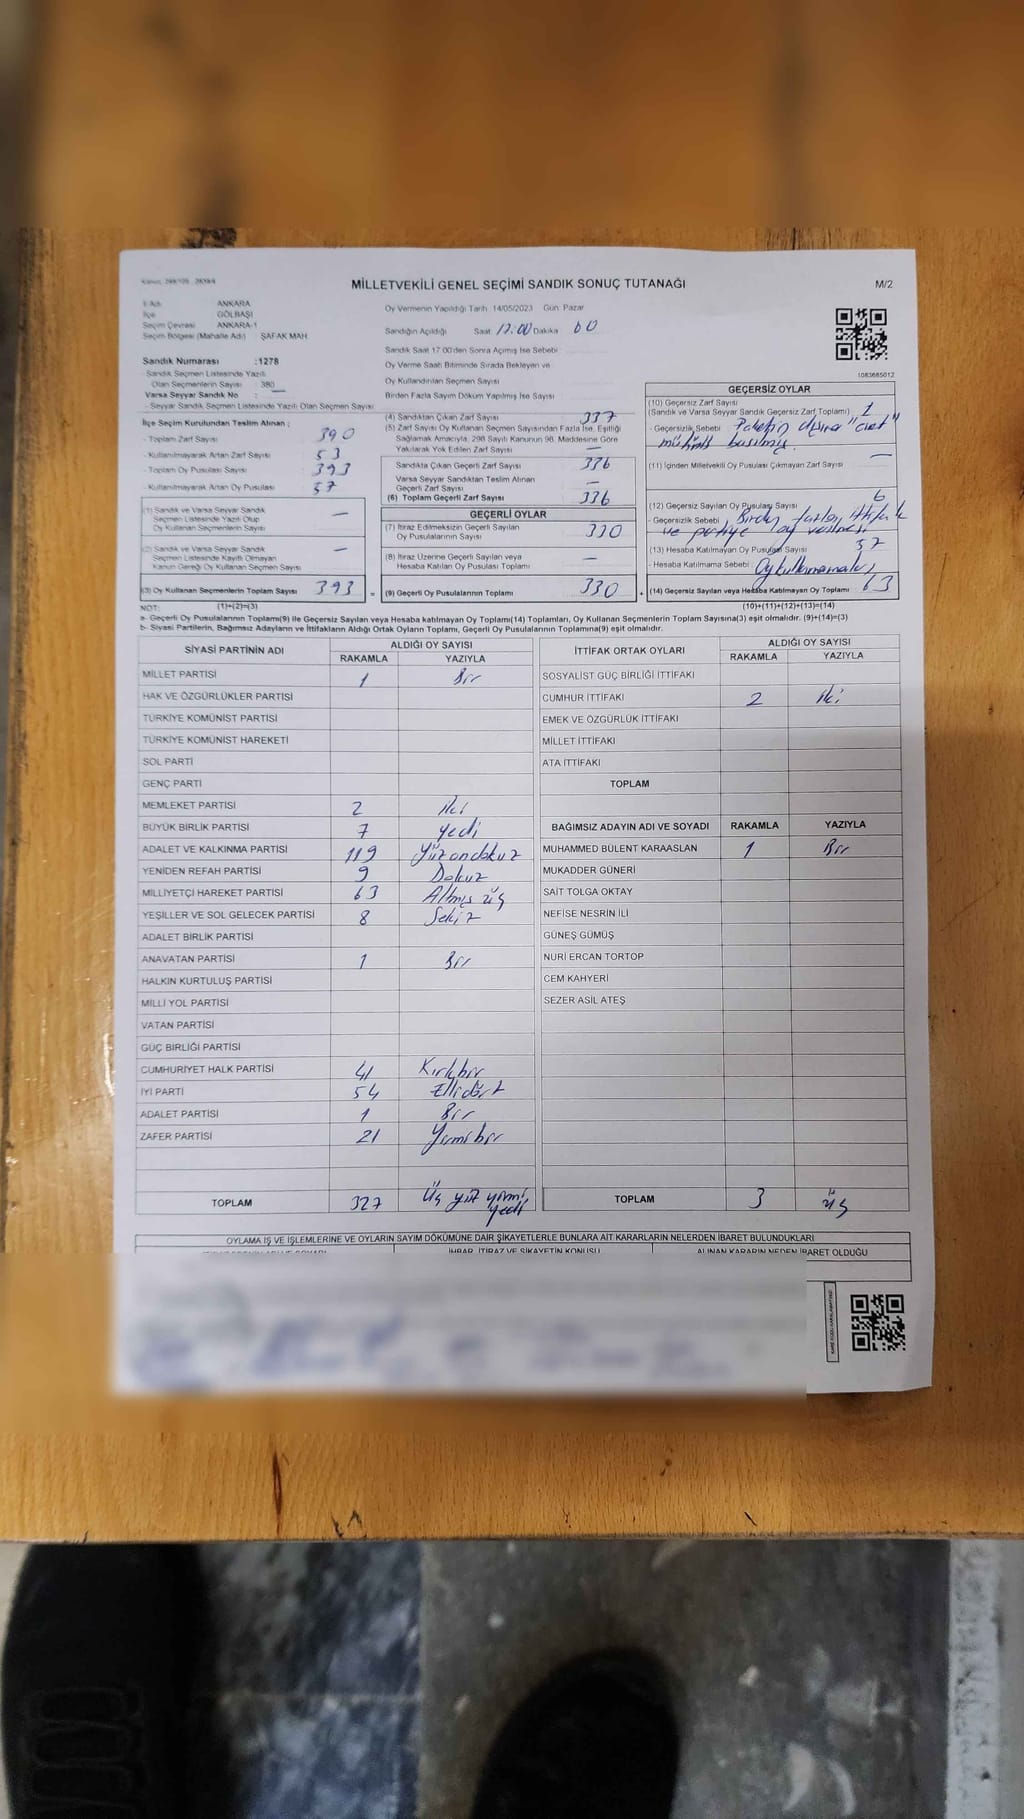 MİLLETVEKİLİ GENEL SEÇİMİ SANDIK SONUÇ TUTANAĞI
M/2
İl Adı ANKARA
İlçe GÖLBAŞI
Seçim Çevresi ANKARA-1
Seçim Bölgesi (Mahalle Adı) ŞAFAK MAH.
Sandık Numarası :1278
- Sandık Seçmen Listesinde Yazılı
Olan Seçmenlerin Sayısı : 380
Varsa Seyyar Sandık No :
- Seyyar Sandık Seçmen Listesinde Yazılı Olan Seçmen Sayısı
Oy Vermenin Yapıldığı Tarih 14/05/2023 Gün Pazar
Sandığın Açıldığı Saat 17:00 Dakika 00
Sandık Saat 17.00'den Sonra Açılmış İse Sebebi
Oy Verme Saati Bitiminde Sırada Bekleyen ve
Oy Kullandırılan Seçmen Sayısı
Birden Fazla Sayım Dökümü Yapılmış İse Sayısı
1083685012
İlçe Seçim Kurulundan Teslim Alınan ;
- Toplam Zarf Sayısı 390
- Kullanılmayarak Artan Zarf Sayısı 53
- Toplam Oy Pusulası Sayısı 393
- Kullanılmayarak Artan Oy Pusulası 57
(1) Sandık ve Varsa Seyyar Sandık
Seçmen Listesinde Yazılı Olup
Oy Kullanan Seçmenlerin Sayısı —
(2) Sandık ve Varsa Seyyar Sandık
Seçmen Listesinde Kayıtlı Olmayan
Kanun Gereği Oy Kullanan Seçmen Sayısı —
(3) Oy Kullanan Seçmenlerin Toplam Sayısı 393 =
(4) Sandıktan Çıkan Zarf Sayısı 337
(5) Zarf Sayısı Oy Kullanan Seçmen Sayısından Fazla İse, Eşitliği
Sağlamak Amacıyla, 298 Sayılı Kanunun 98. Maddesine Göre
Yakılarak Yok Edilen Zarf Sayısı —
Sandıkta Çıkan Geçerli Zarf Sayısı 336
Varsa Seyyar Sandıktan Teslim Alınan
Geçerli Zarf Sayısı —
(6) Toplam Geçerli Zarf Sayısı 336
GEÇERLİ OYLAR
(7) İtiraz Edilmeksizin Geçerli Sayılan
Oy Pusulalarının Sayısı 330
(8) İtiraz Üzerine Geçerli Sayılan veya
Hesaba Katılan Oy Pusulası Toplamı —
(9) Geçerli Oy Pusulalarının Toplamı 330 +
GEÇERSİZ OYLAR
(10) Geçersiz Zarf Sayısı
(Sandık ve Varsa Seyyar Sandık Geçersiz Zarf Toplamı) 1
- Geçersizlik Sebebi : dışına
mühür basılmış
(11) İçinden Milletvekili Oy Pusulası Çıkmayan Zarf Sayısı —
(12) Geçersiz Sayılan Oy Pusulası Sayısı 6
- Geçersizlik Sebebi : Birden fazla ittifak
ve partiye oy verilmesi
(13) Hesaba Katılmayan Oy Pusulası Sayısı 57
- Hesaba Katılmama Sebebi : Oy kullanmamaları
(14) Geçersiz Sayılan veya Hesaba Katılmayan Oy Toplamı 63
NOT: (1)+(2)=(3) (10)+(11)+(12)+(13)=(14)
a- Geçerli Oy Pusulalarının Toplamı(9) ile Geçersiz Sayılan veya Hesaba Katılmayan Oy Toplamı(14) Toplamları, Oy Kullanan Seçmenlerin Toplam Sayısına(3) eşit olmalıdır. (9)+(14)=(3)
b- Siyasi Partilerin, Bağımsız Adayların ve İttifakların Aldığı Ortak Oyların Toplamı, Geçerli Oy Pusulalarının Toplamına(9) eşit olmalıdır.
SİYASİ PARTİNİN ADI ALDIĞI OY SAYISI
RAKAMLA YAZIYLA
MİLLET PARTİSİ 1 Bir
HAK VE ÖZGÜRLÜKLER PARTİSİ
TÜRKİYE KOMÜNİST PARTİSİ
TÜRKİYE KOMÜNİST HAREKETİ
SOL PARTİ
GENÇ PARTİ
MEMLEKET PARTİSİ 2 iki
BÜYÜK BİRLİK PARTİSİ 7 yedi
ADALET VE KALKINMA PARTİSİ 119 Yüzondokuz
YENİDEN REFAH PARTİSİ 9 Dokuz
MİLLİYETÇİ HAREKET PARTİSİ 63 Altmış üç
YEŞİLLER VE SOL GELECEK PARTİSİ 8 Sekiz
ADALET BİRLİK PARTİSİ
ANAVATAN PARTİSİ 1 Bir
HALKIN KURTULUŞ PARTİSİ
MİLLİ YOL PARTİSİ
VATAN PARTİSİ
GÜÇ BİRLİĞİ PARTİSİ
CUMHURİYET HALK PARTİSİ 41 Kırkbir
İYİ PARTİ 54 Ellidört
ADALET PARTİSİ 1 Bir
ZAFER PARTİSİ 21 Yirmibir
TOPLAM 327 Üç yüz yirmi
yedi
İTTİFAK ORTAK OYLARI ALDIĞI OY SAYISI
RAKAMLA YAZIYLA
SOSYALİST GÜÇ BİRLİĞİ İTTİFAKI
CUMHUR İTTİFAKI 2 iki
EMEK VE ÖZGÜRLÜK İTTİFAKI
MİLLET İTTİFAKI
ATA İTTİFAKI
TOPLAM
BAĞIMSIZ ADAYIN ADI VE SOYADI RAKAMLA YAZIYLA
MUHAMMED BÜLENT KARAASLAN 1 Bir
MUKADDER GÜNERİ
SAİT TOLGA OKTAY
NEFİSE NESRİN İLİ
GÜNEŞ GÜMÜŞ
NURİ ERCAN TORTOP
CEM KAHYERİ
SEZER ASİL ATEŞ
TOPLAM 3 üç
OYLAMA İŞ VE İŞLEMLERİNE VE OYLARIN SAYIM DÖKÜMÜNE DAİR ŞİKAYETLERLE BUNLARA AİT KARARLARIN NELERDEN İBARET BULUNDUKLARI
İHBAR, İTİRAZ VE ŞİKAYETİN KONUSU ALINAN KARARIN NEDEN İBARET OLDUĞU